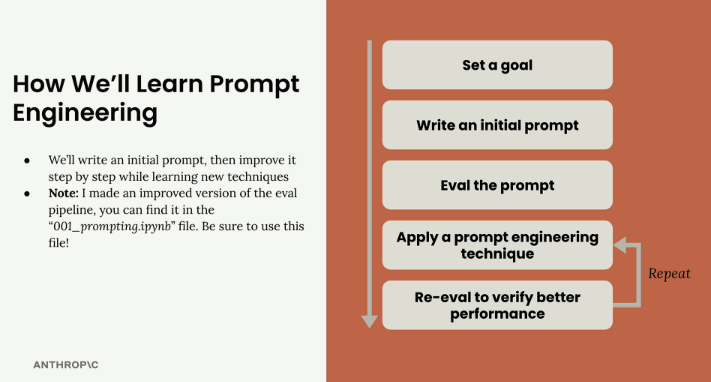 How We'll Learn Prompt
Engineering
● We'll write an initial prompt, then improve it
step by step while learning new techniques
● Note: I made an improved version of the eval
pipeline, you can find it in the
"001_prompting.ipynb" file. Be sure to use this
file!
ANTHROP\C
Set a goal
Write an initial prompt
Eval the prompt
Apply a prompt engineering
technique
Re-eval to verify better
performance
Repeat